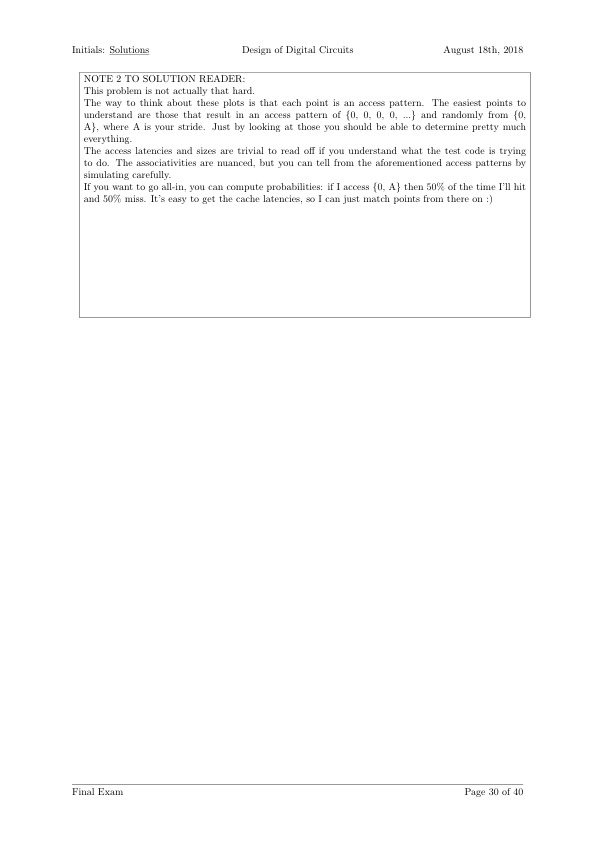 Initials: Solutions Design of Digital Circuits August 18th, 2018
NOTE 2 TO SOLUTION READER:
This problem is not actually that hard.
The way to think about these plots is that each point is an access pattern. The easiest points to
understand are those that result in an access pattern of {0, 0, 0, 0, ...} and randomly from {0,
A}, where A is your stride. Just by looking at those you should be able to determine pretty much
everything.
The access latencies and sizes are trivial to read off if you understand what the test code is trying
to do. The associativities are nuanced, but you can tell from the aforementioned access patterns by
simulating carefully.
If you want to go all-in, you can compute probabilities: if I access {0, A} then 50% of the time I'll hit
and 50% miss. It's easy to get the cache latencies, so I can just match points from there on :)
Final Exam Page 30 of 40